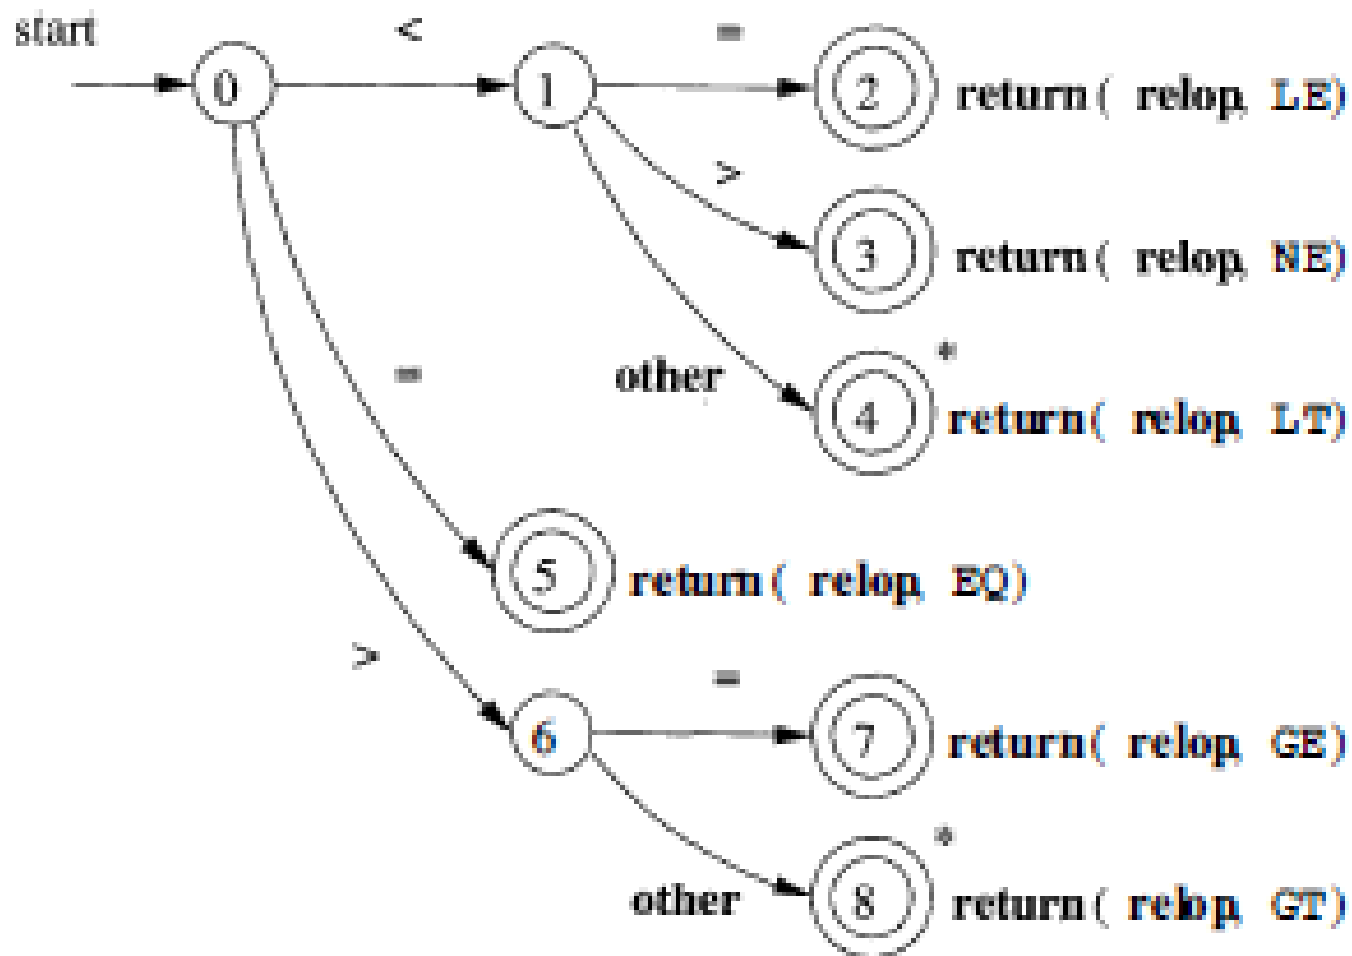 start < =
0 1 2 return( relop, LE)
>
3 return( relop, NE)
*
= other
4 return( relop, LT)
5 return( relop, EQ)
> =
6 7 return( relop, GE)
*
other 8 return( relop, GT)